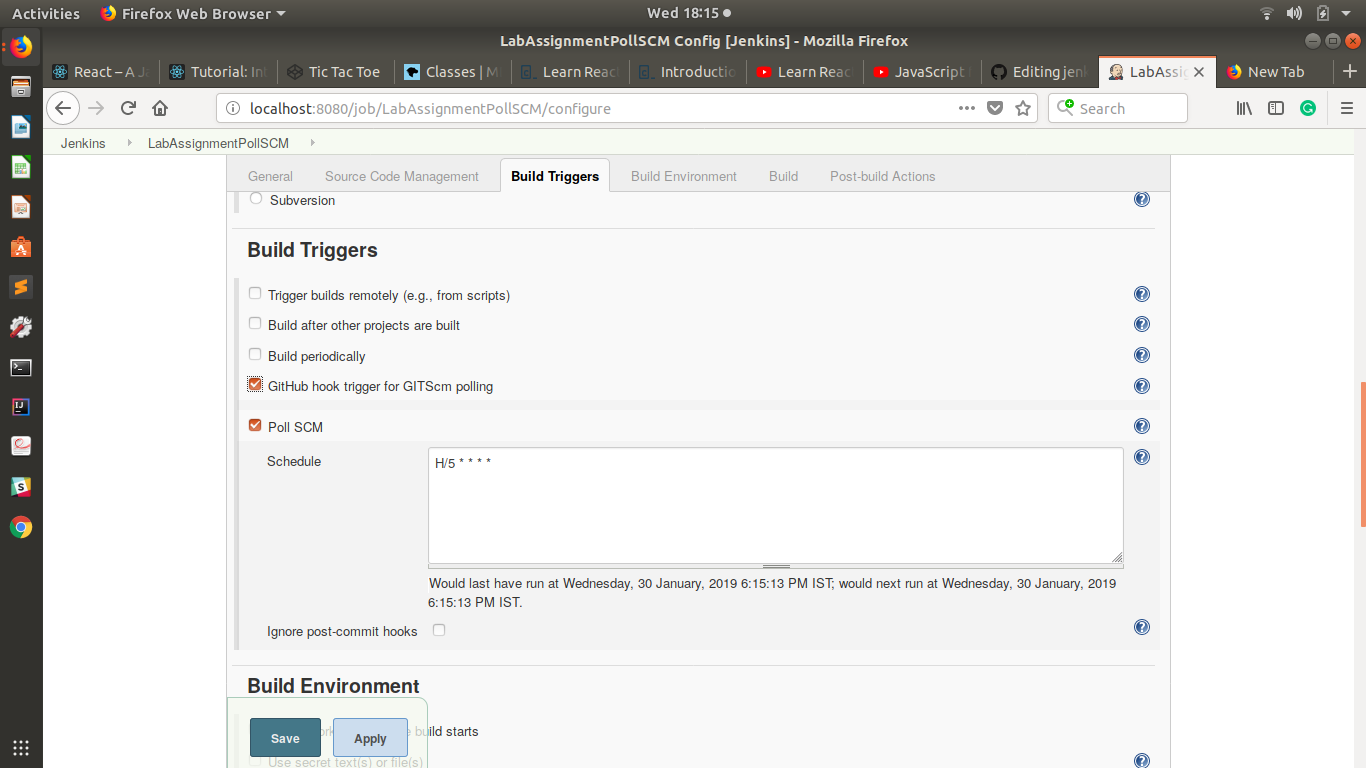 Activities Firefox Web Browser Wed 18:15
LabAssignmentPollSCM Config [Jenkins] - Mozilla Firefox
React – A Ja Tutorial: Int Tic Tac Toe Classes | M Learn Reac Introductio Learn Reac JavaScript Editing jenk LabAssig New Tab
localhost:8080/job/LabAssignmentPollSCM/configure Search
Jenkins LabAssignmentPollSCM
General Source Code Management Build Triggers Build Environment Build Post-build Actions
Subversion
Build Triggers
Trigger builds remotely (e.g., from scripts)
Build after other projects are built
Build periodically
GitHub hook trigger for GITScm polling
Poll SCM
Schedule H/5 * * * *
Would last have run at Wednesday, 30 January, 2019 6:15:13 PM IST; would next run at Wednesday, 30 January, 2019
6:15:13 PM IST.
Ignore post-commit hooks
Build Environment
build starts
Save Apply
Use secret text(s) or file(s)